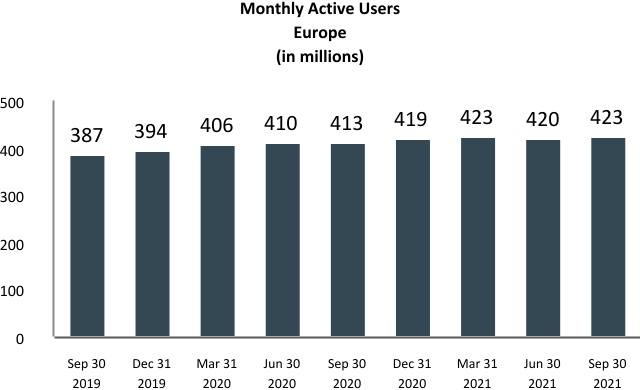 Monthly Active Users
Europe
(in millions)
500
400
300
200
100
0
387
394
406
410
413
419
423
420
423
Sep 30
2019
Dec 31
2019
Mar 31
2020
Jun 30
2020
Sep 30
2020
Dec 31
2020
Mar 31
2021
Jun 30
2021
Sep 30
2021